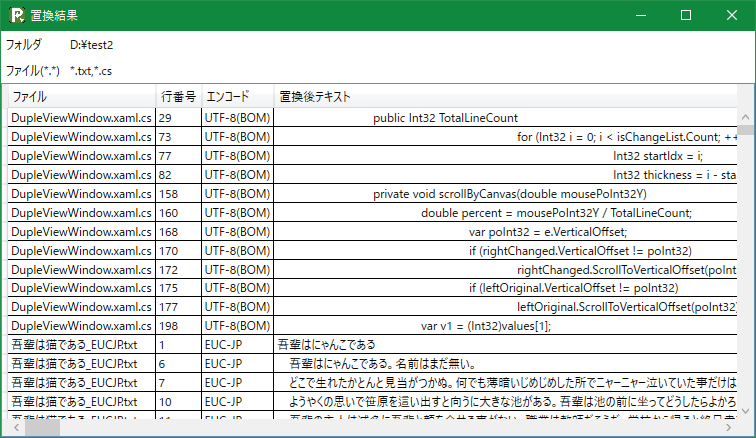 置換結果
フォルダ D:¥test2
ファイル(*.*) *.txt,*.cs
ファイル 行番号 エンコード 置換後テキスト
DupleViewWindow.xaml.cs 29 UTF-8(BOM) public Int32 TotalLineCount
DupleViewWindow.xaml.cs 73 UTF-8(BOM) for (Int32 i = 0; i < isChangeList.Count; ++
DupleViewWindow.xaml.cs 77 UTF-8(BOM) Int32 startIdx = i;
DupleViewWindow.xaml.cs 82 UTF-8(BOM) Int32 thickness = i - sta
DupleViewWindow.xaml.cs 158 UTF-8(BOM) private void scrollByCanvas(double mousePoInt32Y)
DupleViewWindow.xaml.cs 160 UTF-8(BOM) double percent = mousePoInt32Y / TotalLineCount;
DupleViewWindow.xaml.cs 168 UTF-8(BOM) var poInt32 = e.VerticalOffset;
DupleViewWindow.xaml.cs 170 UTF-8(BOM) if (rightChanged.VerticalOffset != poInt32)
DupleViewWindow.xaml.cs 172 UTF-8(BOM) rightChanged.ScrollToVerticalOffset(poInt
DupleViewWindow.xaml.cs 175 UTF-8(BOM) if (leftOriginal.VerticalOffset != poInt32)
DupleViewWindow.xaml.cs 177 UTF-8(BOM) leftOriginal.ScrollToVerticalOffset(poInt32)
DupleViewWindow.xaml.cs 198 UTF-8(BOM) var v1 = (Int32)values[1];
吾輩は猫である_EUCJP.txt 1 EUC-JP 吾輩はにゃんこである
吾輩は猫である_EUCJP.txt 6 EUC-JP 吾輩はにゃんこである。名前はまだ無い。
吾輩は猫である_EUCJP.txt 7 EUC-JP どこで生れたかとんと見当がつかぬ。何でも薄暗いじめじめした所でニャーニャー泣いていた事だけは
吾輩は猫である_EUCJP.txt 10 EUC-JP ようやくの思いで笹原を這い出すと向うに大きな池がある。吾輩は池の前に坐ってどうしたらよかろ